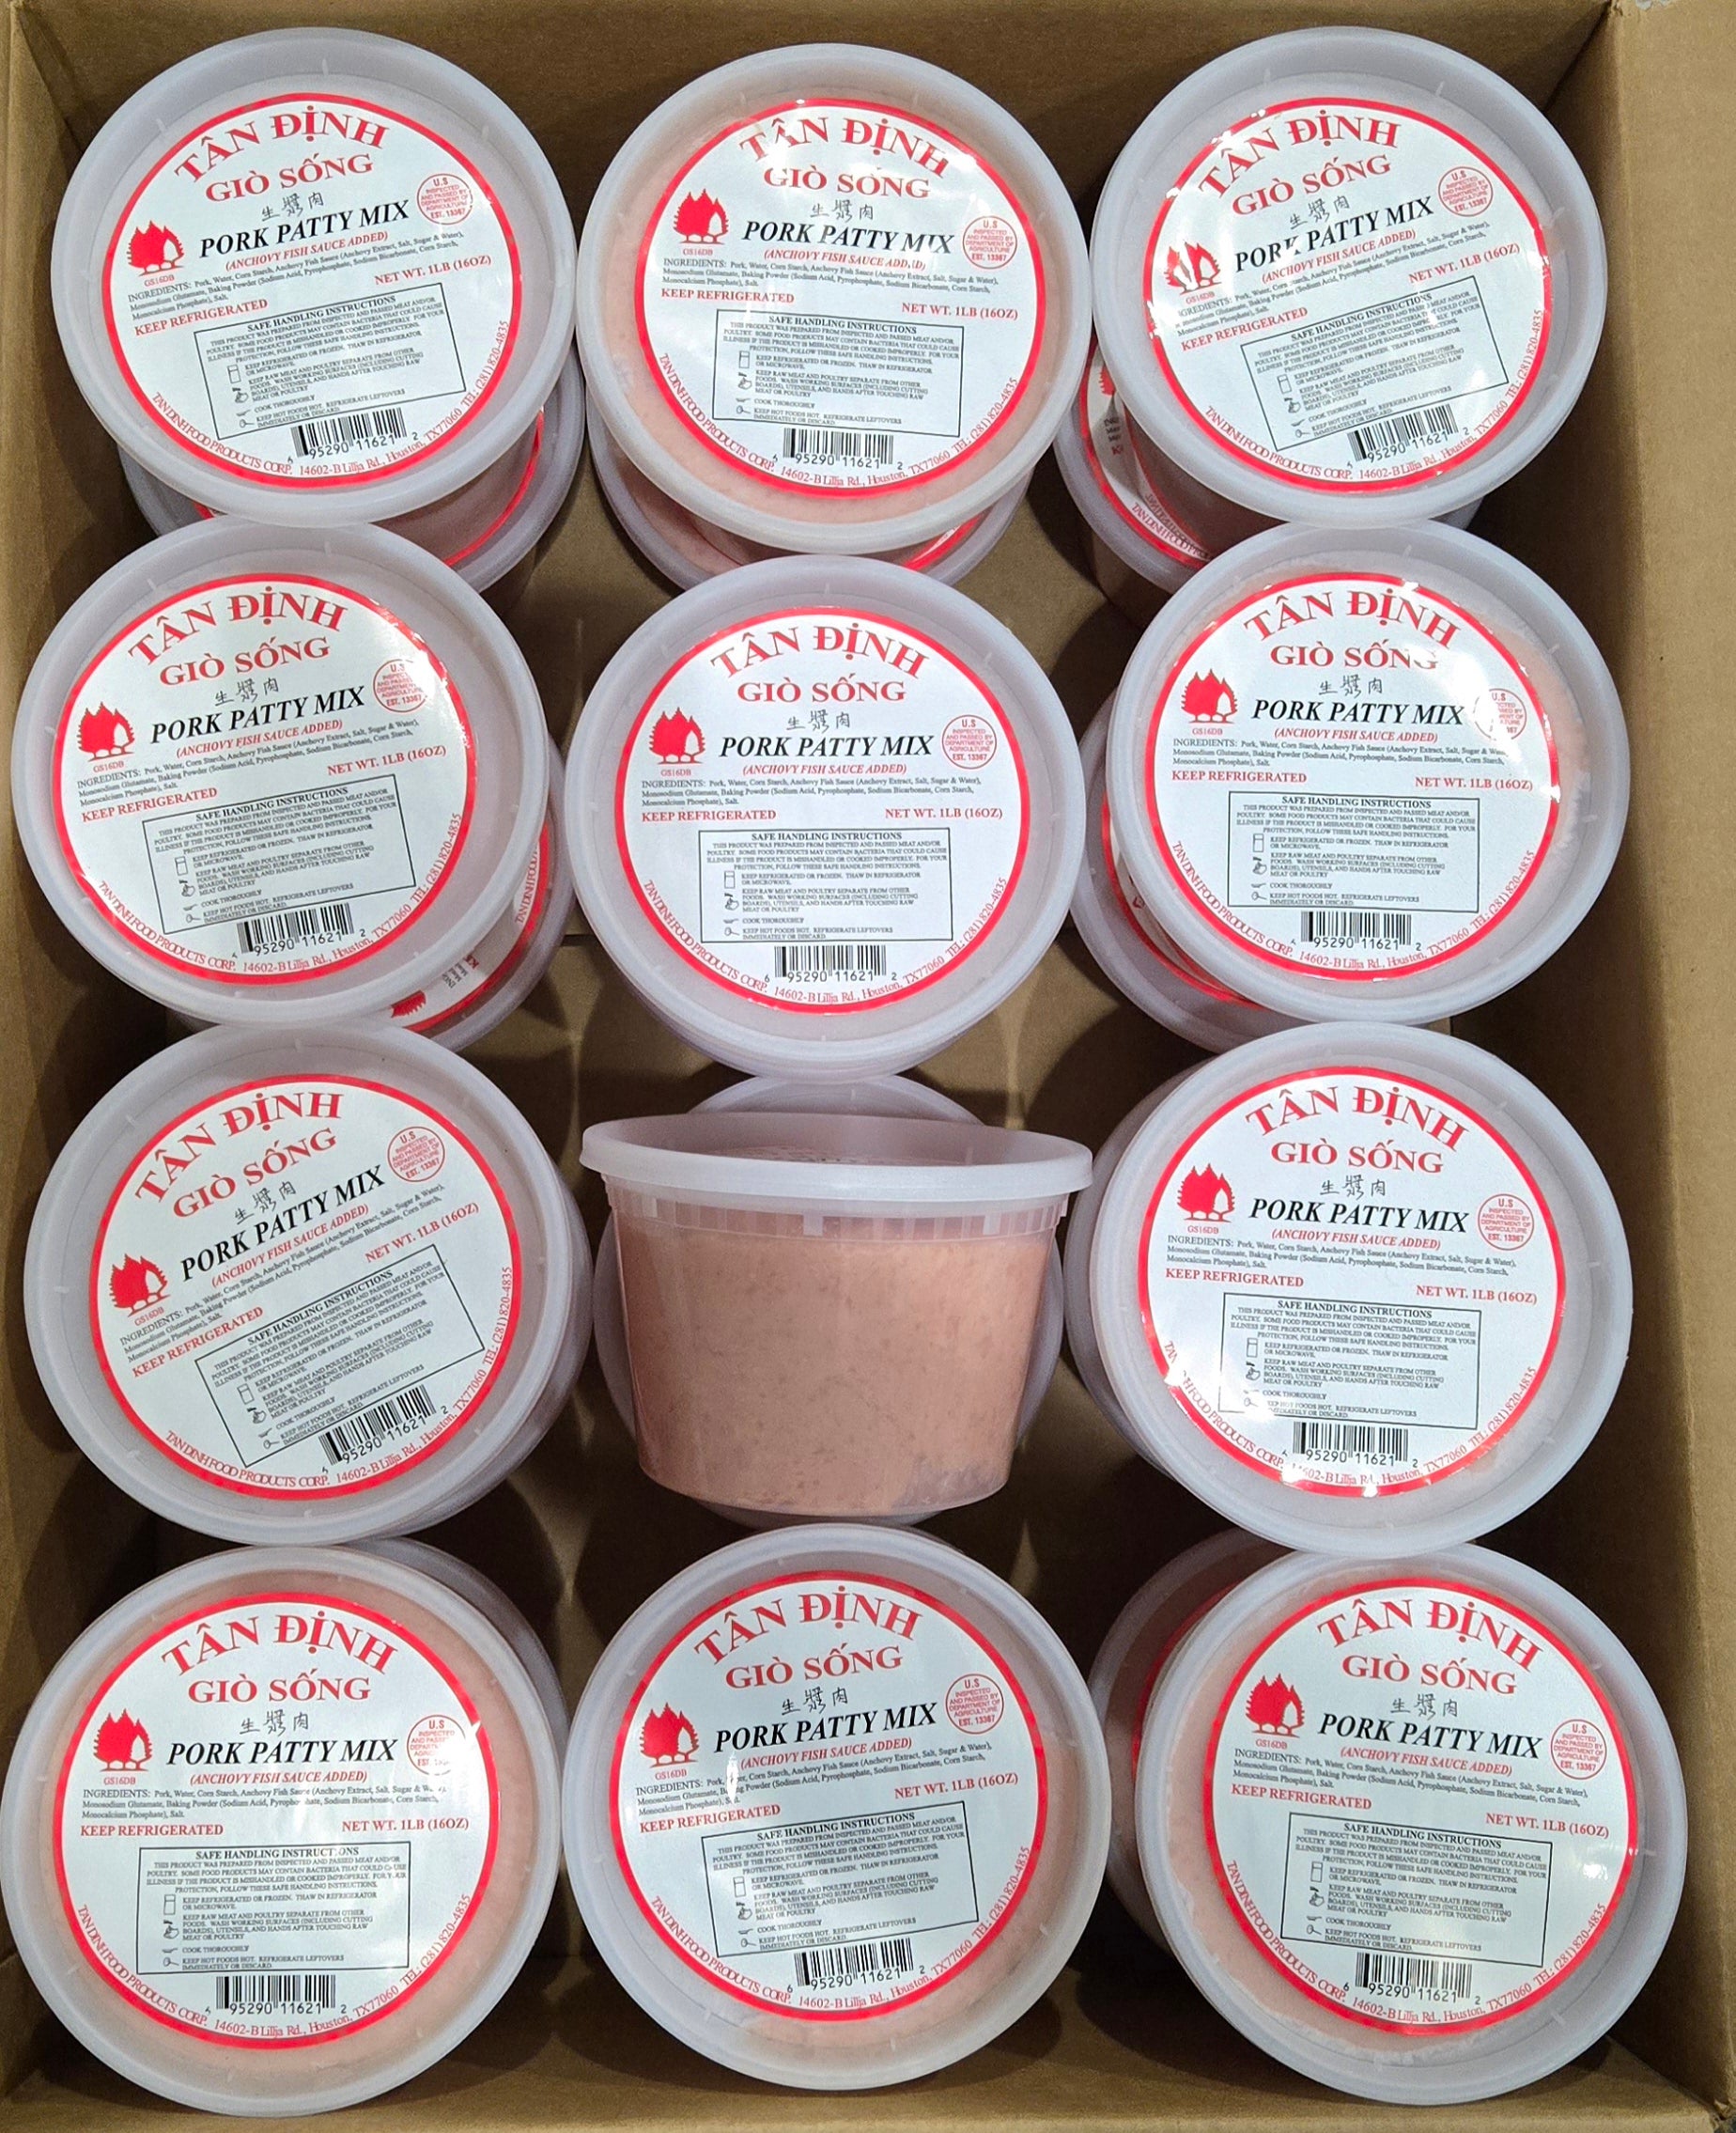 TÂN ĐỊNH
GIÒ SỐNG
生漿肉
PORK PATTY MIX
(ANCHOVY FISH SAUCE ADDED)
U.S
INSPECTED
AND PASSED BY
DEPARTMENT OF
AGRICULTURE
EST. 13367
GS16DB
INGREDIENTS: Pork, Water, Corn Starch, Anchovy Fish Sauce (Anchovy Extract, Salt, Sugar & Water),
Monosodium Glutamate, Baking Powder (Sodium Acid, Pyrophosphate, Sodium Bicarbonate, Corn Starch,
Monocalcium Phosphate), Salt.
KEEP REFRIGERATED
NET WT. 1LB (16OZ)
SAFE HANDLING INSTRUCTIONS
THIS PRODUCT WAS PREPARED FROM INSPECTED AND PASSED MEAT AND/OR
POULTRY. SOME FOOD PRODUCTS MAY CONTAIN BACTERIA THAT COULD CAUSE
ILLNESS IF THE PRODUCT IS MISHANDLED OR COOKED IMPROPERLY. FOR YOUR
PROTECTION, FOLLOW THESE SAFE HANDLING INSTRUCTIONS.
KEEP REFRIGERATED OR FROZEN. THAW IN REFRIGERATOR
OR MICROWAVE.
KEEP RAW MEAT AND POULTRY SEPARATE FROM OTHER
FOODS. WASH WORKING SURFACES (INCLUDING CUTTING
BOARDS), UTENSILS, AND HANDS AFTER TOUCHING RAW
MEAT OR POULTRY
COOK THOROUGHLY
KEEP HOT FOODS HOT. REFRIGERATE LEFTOVERS
IMMEDIATELY OR DISCARD.
6 95290 11621 2
TAN DINH FOOD PRODUCTS CORP. 14602-B Lillja Rd., Houston, TX77060 TEL: (281) 820-4835